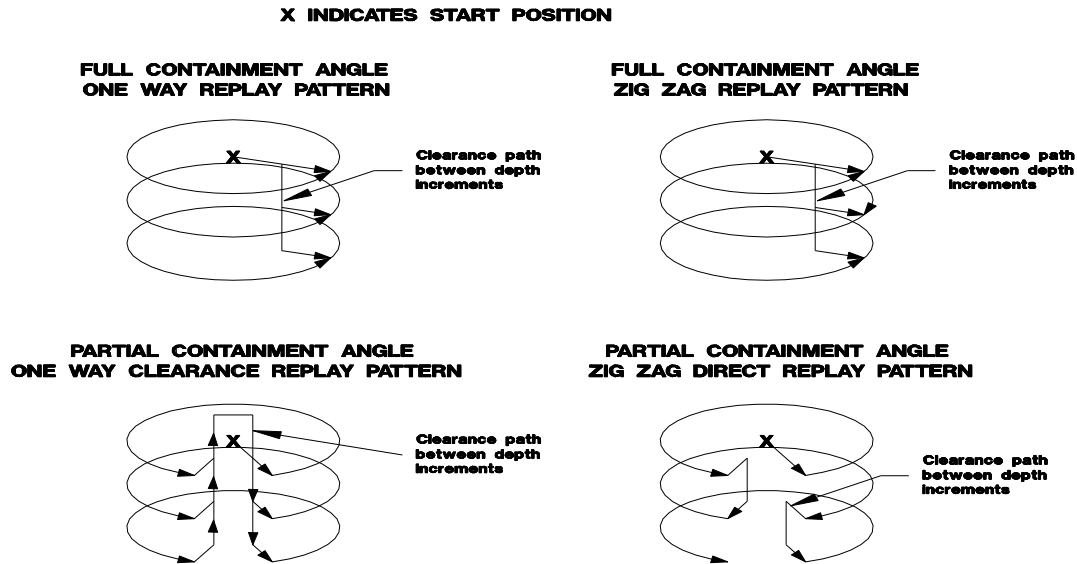 X INDICATES START POSITION
FULL CONTAINMENT ANGLE
ONE WAY REPLAY PATTERN
X
Clearance path
between depth
increments
FULL CONTAINMENT ANGLE
ZIG ZAG REPLAY PATTERN
X
Clearance path
between depth
increments
PARTIAL CONTAINMENT ANGLE
ONE WAY CLEARANCE REPLAY PATTERN
X
Clearance path
between depth
increments
PARTIAL CONTAINMENT ANGLE
ZIG ZAG DIRECT REPLAY PATTERN
X
Clearance path
between depth
increments